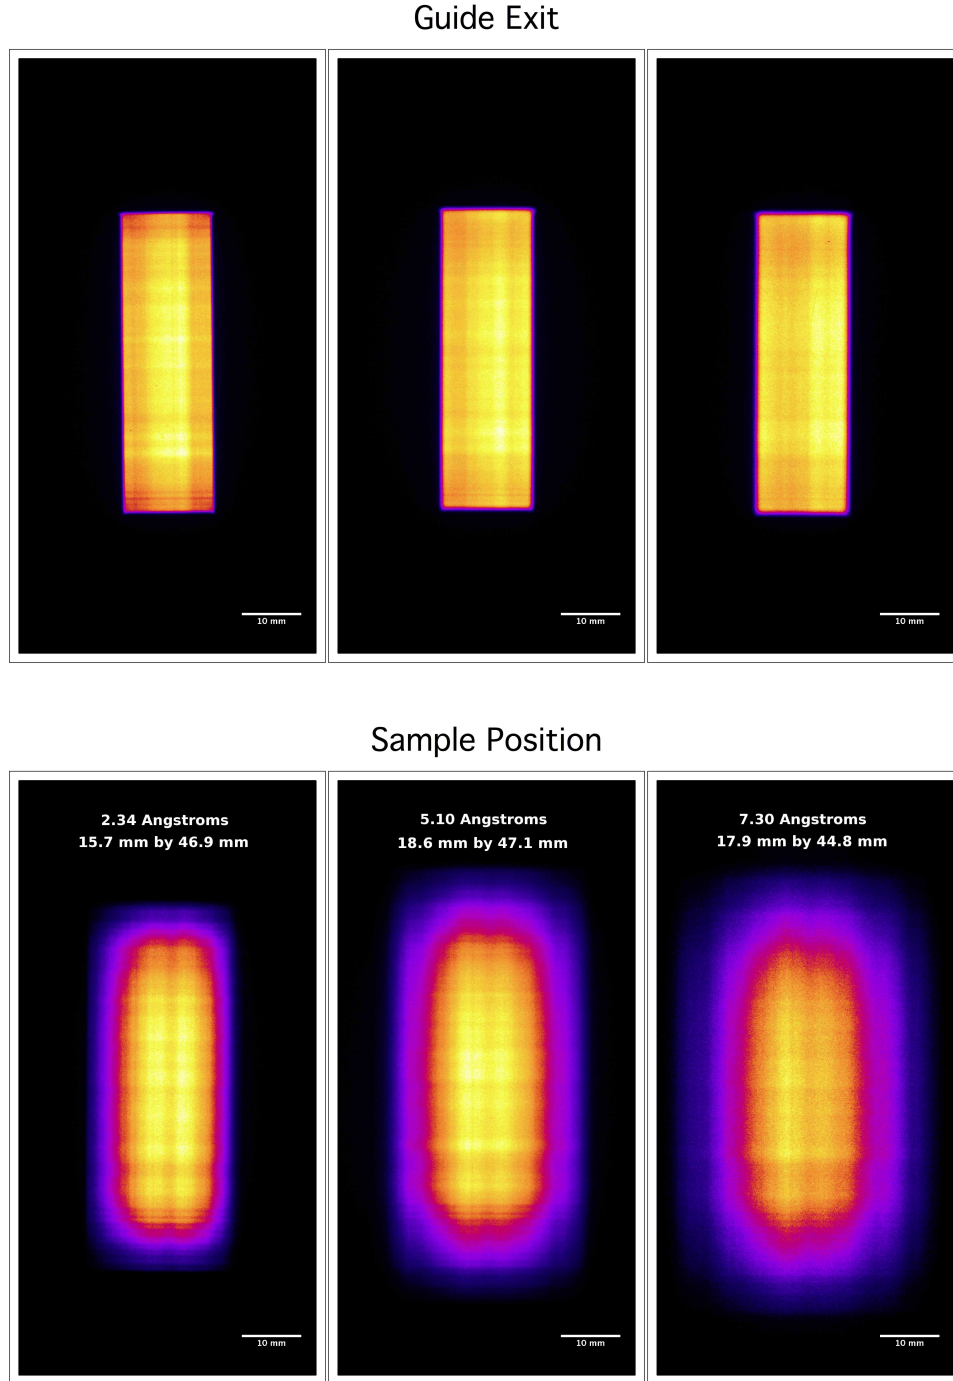 Guide Exit
10 mm
10 mm
10 mm
Sample Position
2.34 Angstroms
15.7 mm by 46.9 mm
5.10 Angstroms
18.6 mm by 47.1 mm
7.30 Angstroms
17.9 mm by 44.8 mm
10 mm
10 mm
10 mm